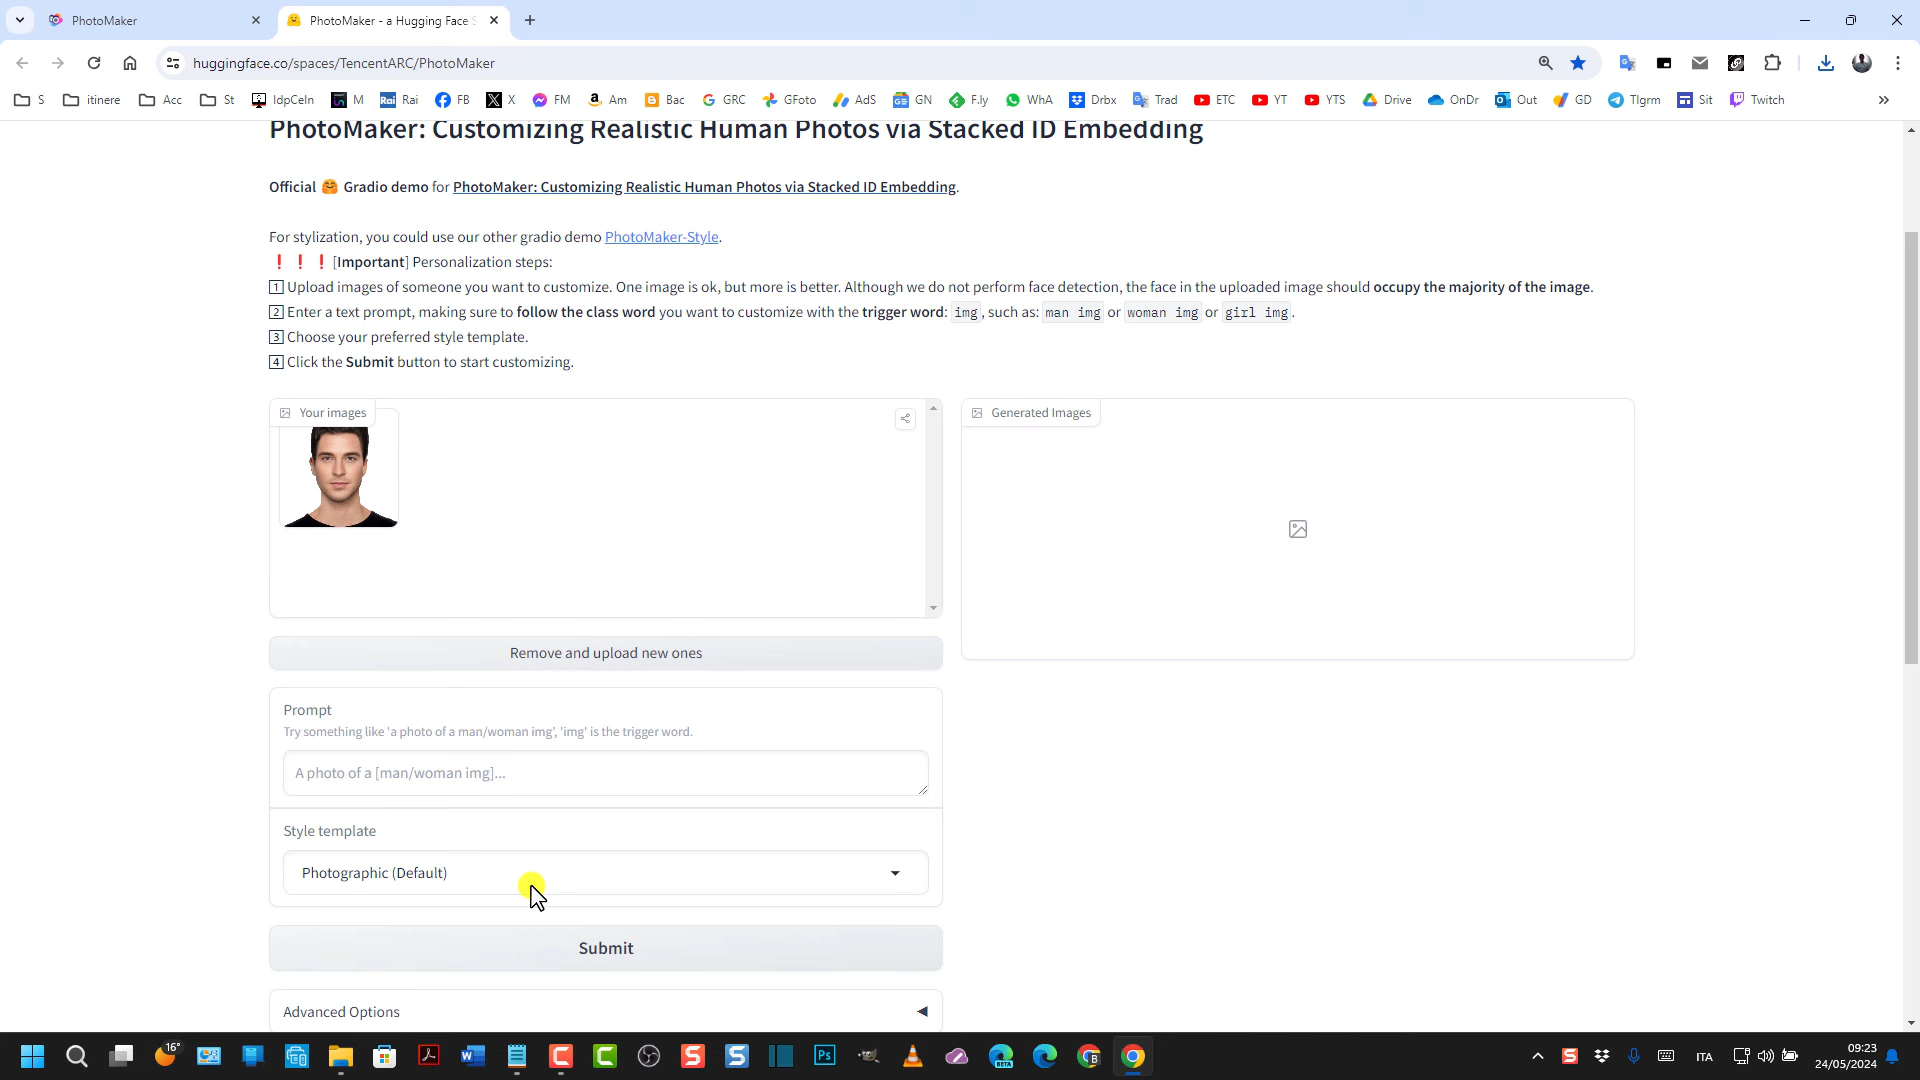 PhotoMaker
PhotoMaker - a Hugging Face S
huggingface.co/spaces/TencentARC/PhotoMaker
S
itinere
Acc
St
IdpCeIn
M
Rai
FB
X
FM
Am
Bac
GRC
GFoto
AdS
GN
F.ly
WhA
Drbx
Trad
ETC
YT
YTS
Drive
OnDr
Out
GD
Tlgrm
Sit
Twitch
PhotoMaker: Customizing Realistic Human Photos via Stacked ID Embedding
Official 🤗 Gradio demo for PhotoMaker: Customizing Realistic Human Photos via Stacked ID Embedding.
For stylization, you could use our other gradio demo PhotoMaker-Style.
❗ ❗ ❗ [Important] Personalization steps:
1 Upload images of someone you want to customize. One image is ok, but more is better. Although we do not perform face detection, the face in the uploaded image should occupy the majority of the image.
2 Enter a text prompt, making sure to follow the class word you want to customize with the trigger word: img, such as: man img or woman img or girl img.
3 Choose your preferred style template.
4 Click the Submit button to start customizing.
Your images
Generated Images
Remove and upload new ones
Prompt
Try something like 'a photo of a man/woman img', 'img' is the trigger word.
A photo of a [man/woman img]...
Style template
Photographic (Default)
Submit
Advanced Options
16°
Ps
BETA
ITA
09:23
24/05/2024